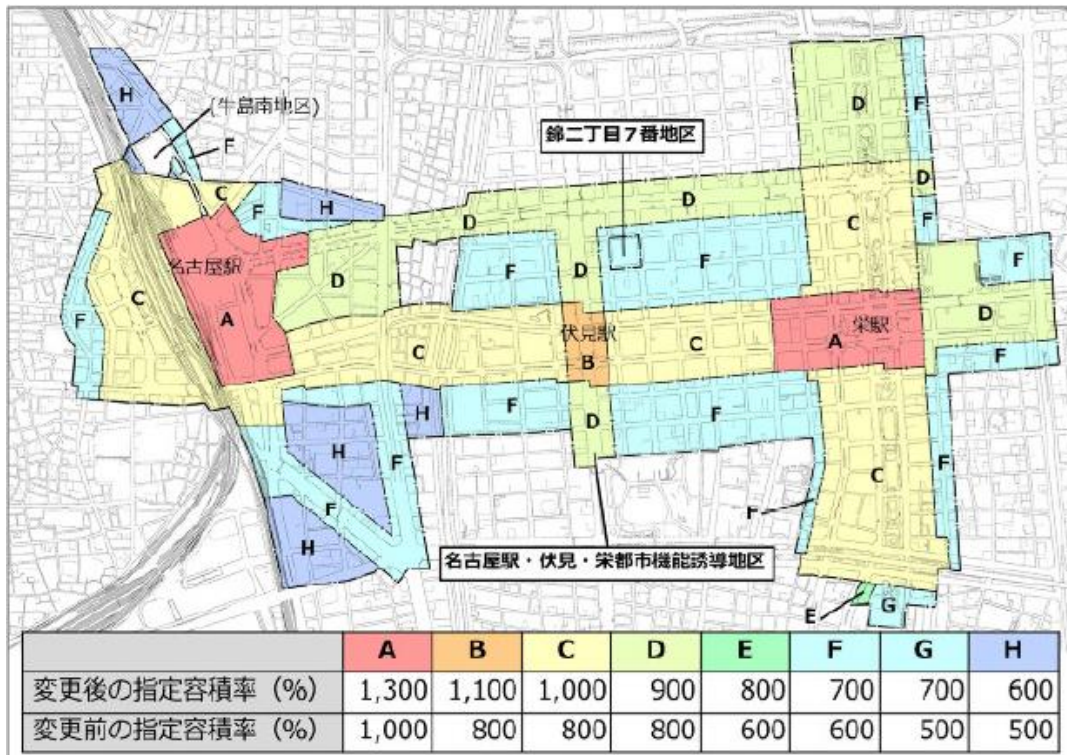 H
(牛島南地区)
F
D
F
錦二丁目7番地区
C
F
H
D
D
D
C
F
名古屋駅
D
F
D
F
F
C
F
A
D
伏見駅
栄駅
C
B
C
A
F
H
F
D
F
H
F
F
C
F
F
H
名古屋駅・伏見・栄都市機能誘導地区
E
G
A B C D E F G H
変更後の指定容積率（%） 1,300 1,100 1,000 900 800 700 700 600
変更前の指定容積率（%） 1,000 800 800 800 600 600 500 500